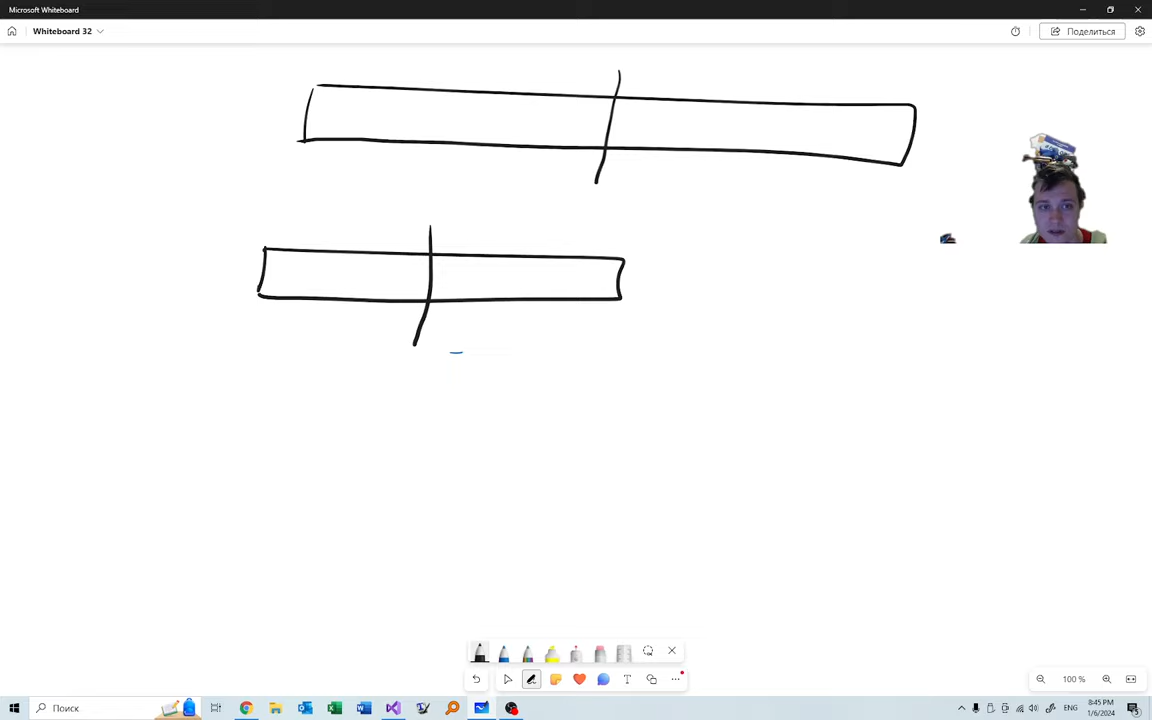 Microsoft Whiteboard
Whiteboard 32
Поделиться
100 %
Поиск
ENG
8:45 PM
1/6/2024